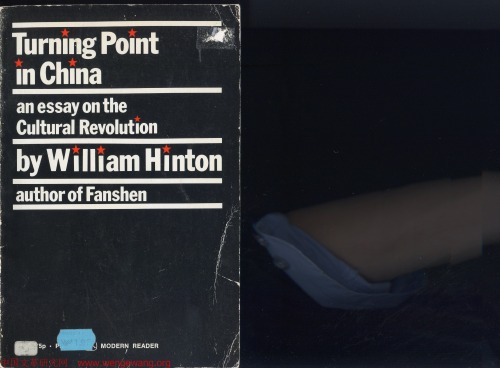 Turning Point
in China
an essay on the
Cultural Revolution
by William Hinton
author of Fanshen
5p • P
MODERN READER
www.wengewang.org